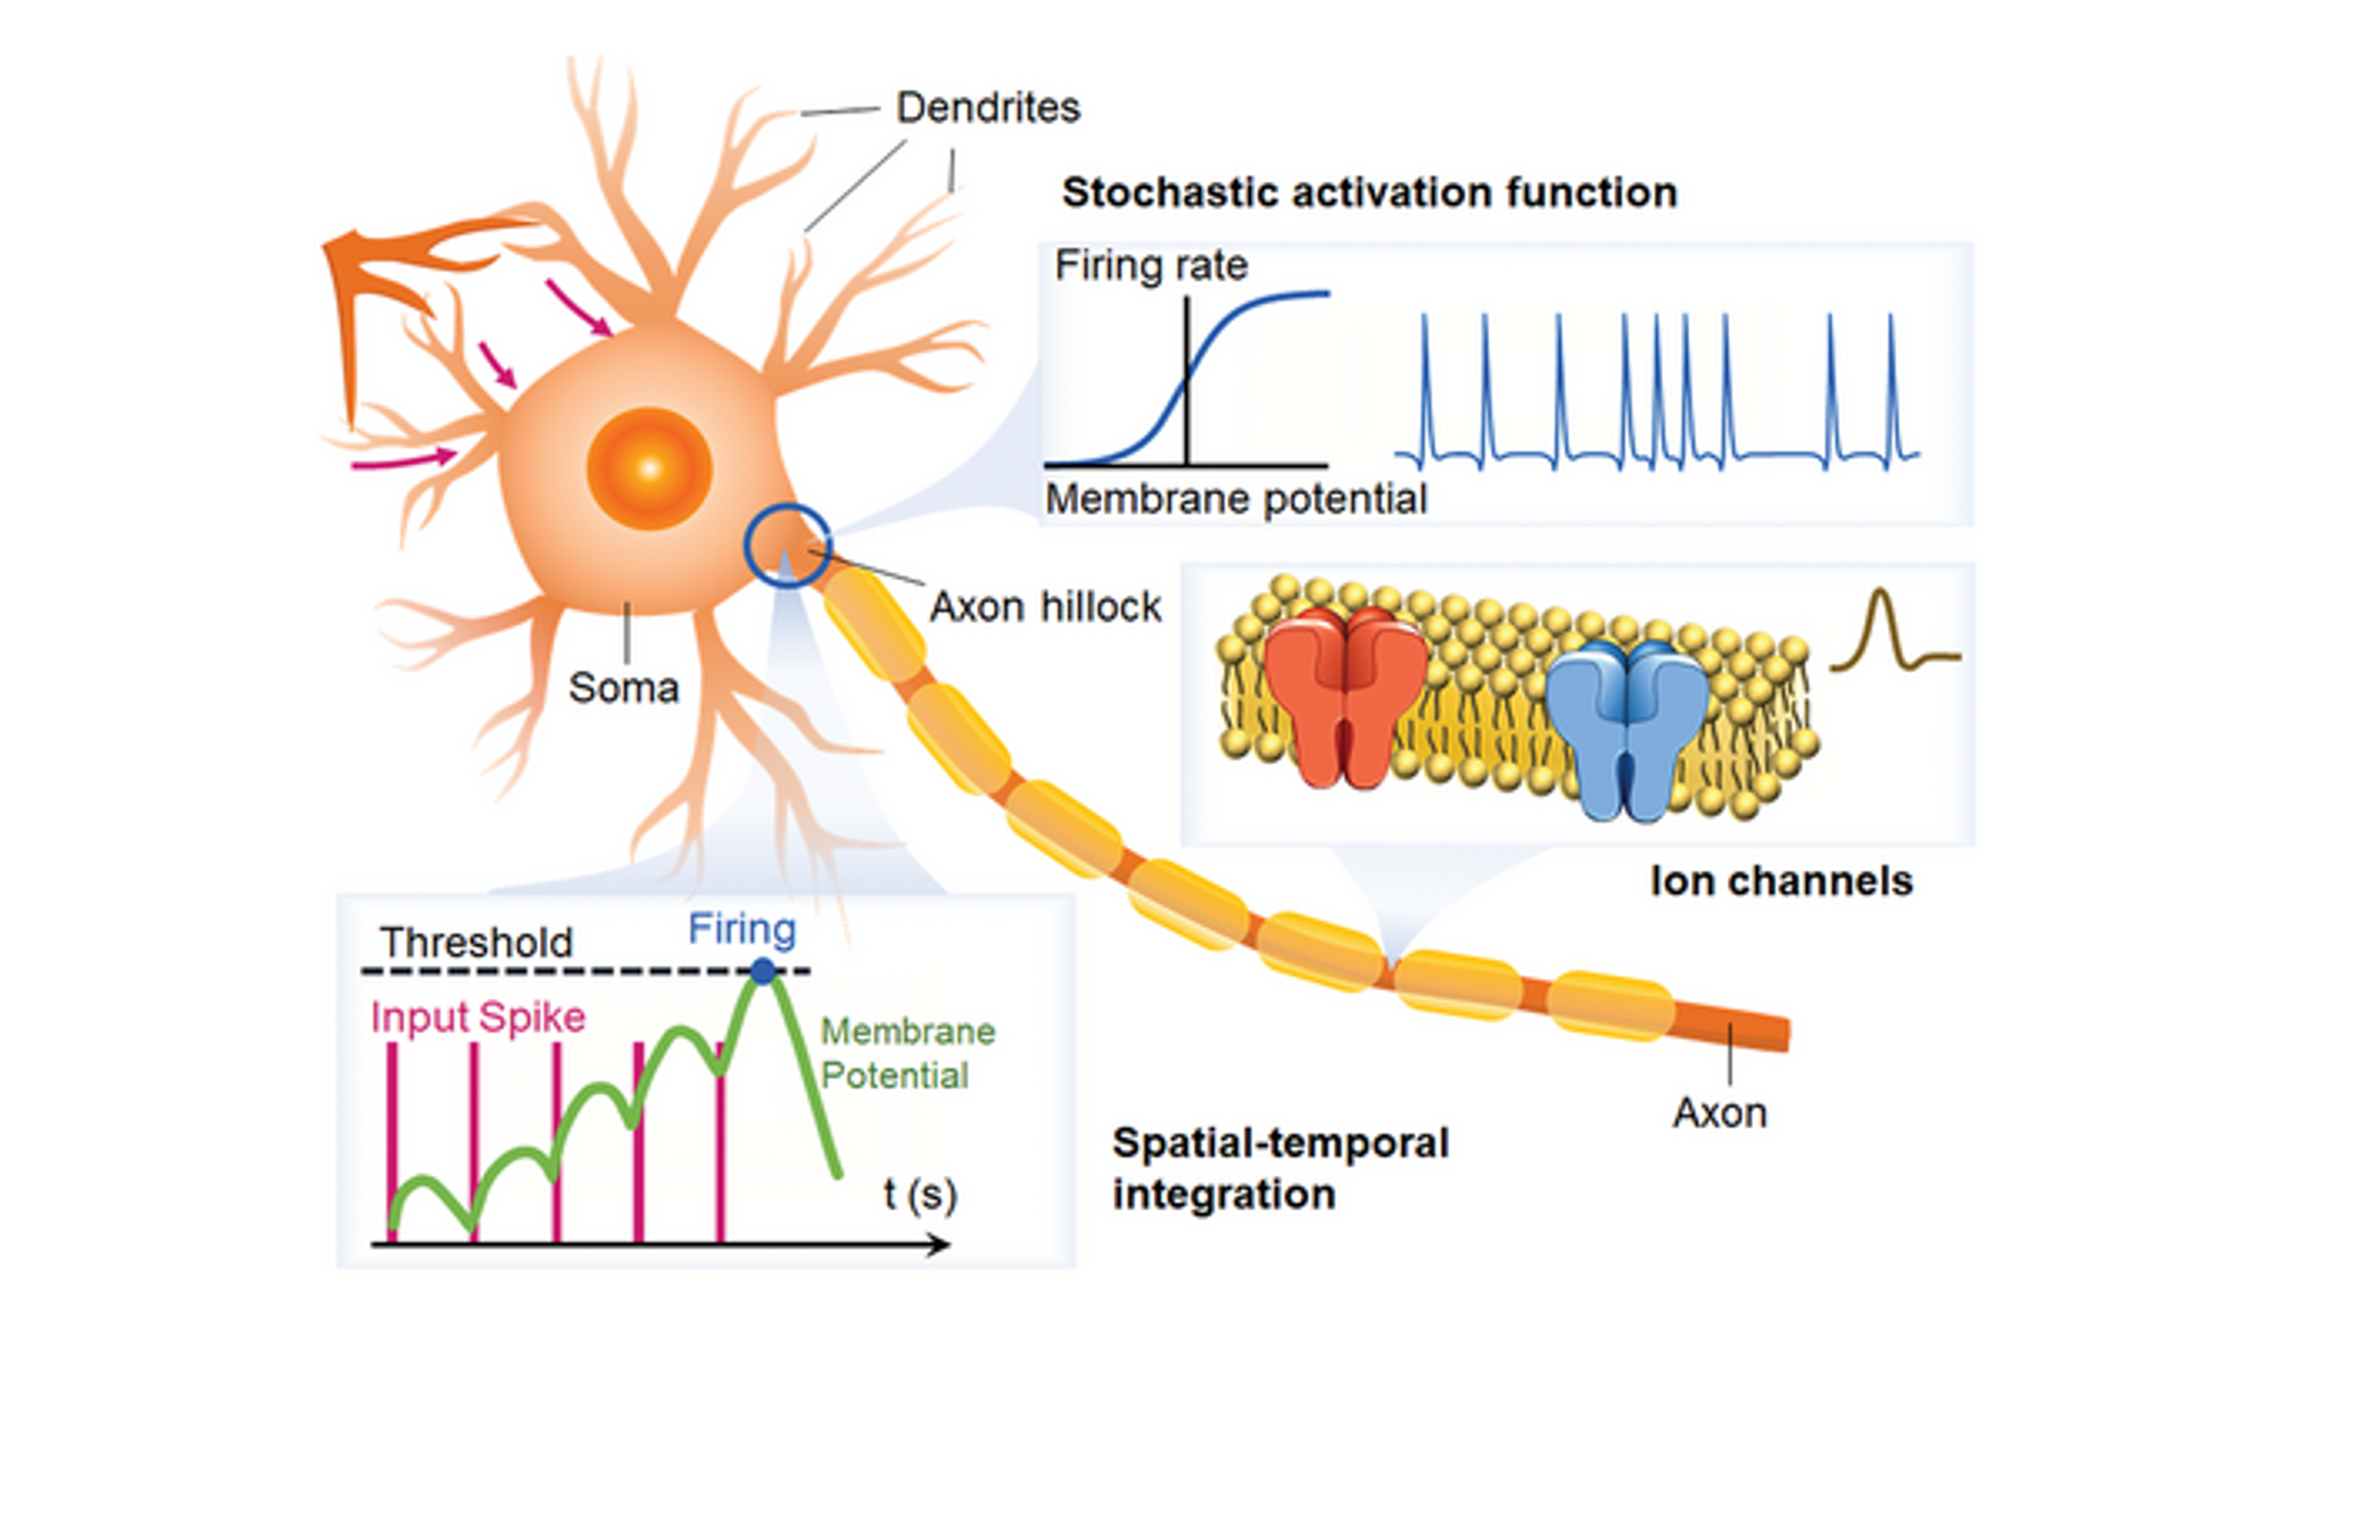 Dendrites
Stochastic activation function
Firing rate
Membrane potential
Axon hillock
Soma
Ion channels
Threshold
Firing
Input Spike
Membrane
Potential
t (s)
Spatial-temporal
integration
Axon